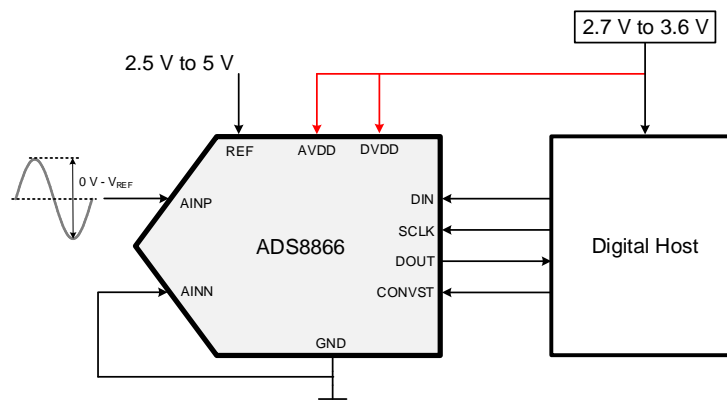 2.7 V to 3.6 V
2.5 V to 5 V
REF
AVDD
DVDD
0 V - VREF
AINP
DIN
SCLK
ADS8866
DOUT
Digital Host
AINN
CONVST
GND